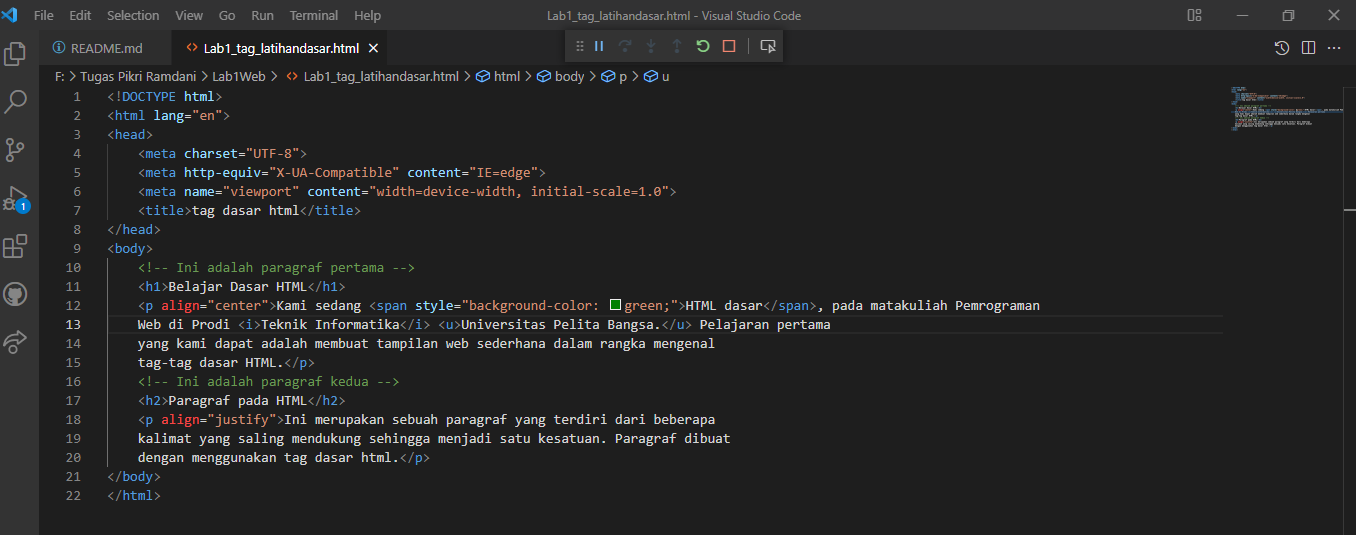 File Edit Selection View Go Run Terminal Help Lab1_tag_latihandasar.html - Visual Studio Code
README.md Lab1_tag_latihandasar.html
F: > Tugas Pikri Ramdani > Lab1Web > Lab1_tag_latihandasar.html > html > body > p > u
1 <!DOCTYPE html>
2 <html lang="en">
3 <head>
4 <meta charset="UTF-8">
5 <meta http-equiv="X-UA-Compatible" content="IE=edge">
6 <meta name="viewport" content="width=device-width, initial-scale=1.0">
7 <title>tag dasar html</title>
8 </head>
9 <body>
10 <!-- Ini adalah paragraf pertama -->
11 <h1>Belajar Dasar HTML</h1>
12 <p align="center">Kami sedang <span style="background-color: green;">HTML dasar</span>, pada matakuliah Pemrograman
13 Web di Prodi <i>Teknik Informatika</i> <u>Universitas Pelita Bangsa.</u> Pelajaran pertama
14 yang kami dapat adalah membuat tampilan web sederhana dalam rangka mengenal
15 tag-tag dasar HTML.</p>
16 <!-- Ini adalah paragraf kedua -->
17 <h2>Paragraf pada HTML</h2>
18 <p align="justify">Ini merupakan sebuah paragraf yang terdiri dari beberapa
19 kalimat yang saling mendukung sehingga menjadi satu kesatuan. Paragraf dibuat
20 dengan menggunakan tag dasar html.</p>
21 </body>
22 </html>
1